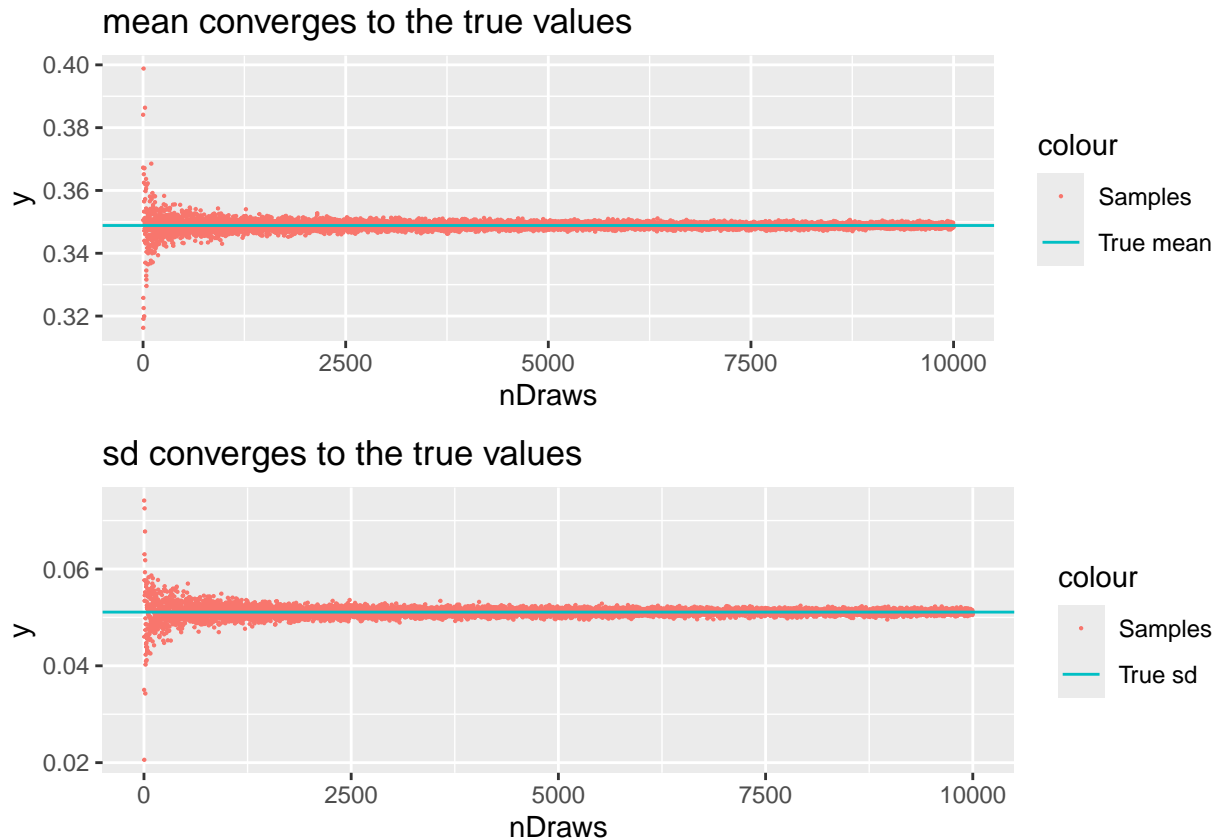 mean converges to the true values
0.40
0.38
0.36
0.34
0.32
y
0 2500 5000 7500 10000
nDraws
colour
Samples
True mean
sd converges to the true values
0.06
0.04
0.02
y
0 2500 5000 7500 10000
nDraws
colour
Samples
True sd